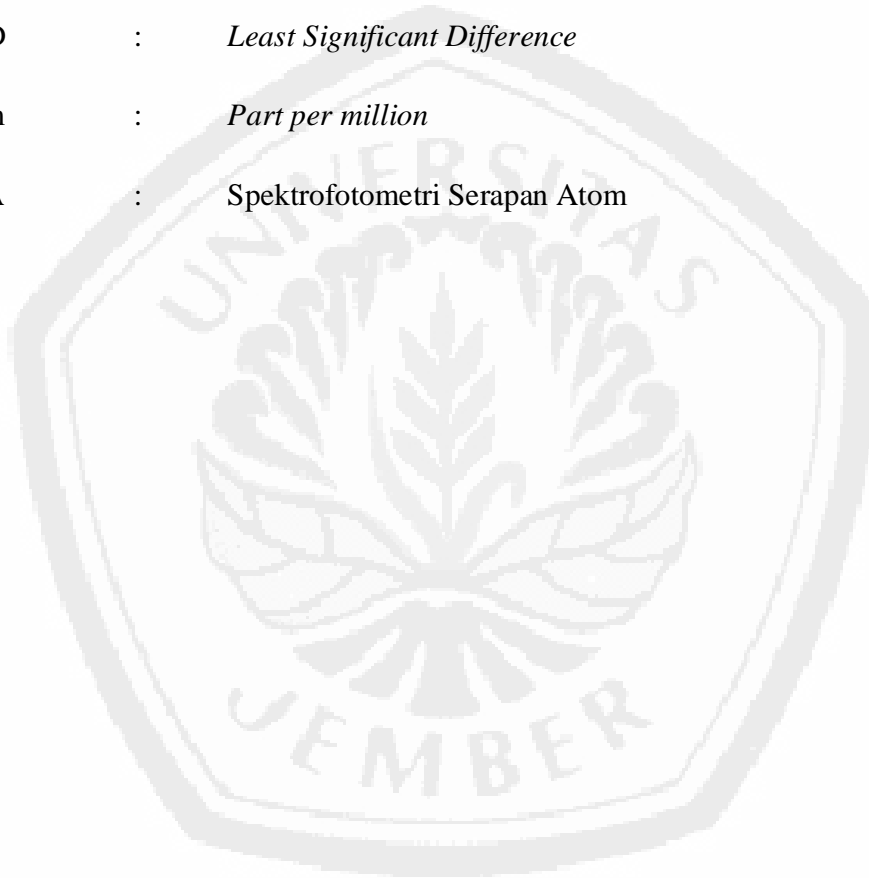 D : Least Significant Difference
m : Part per million
A : Spektrofotometri Serapan Atom
UNIVERSITAS
JEMBER